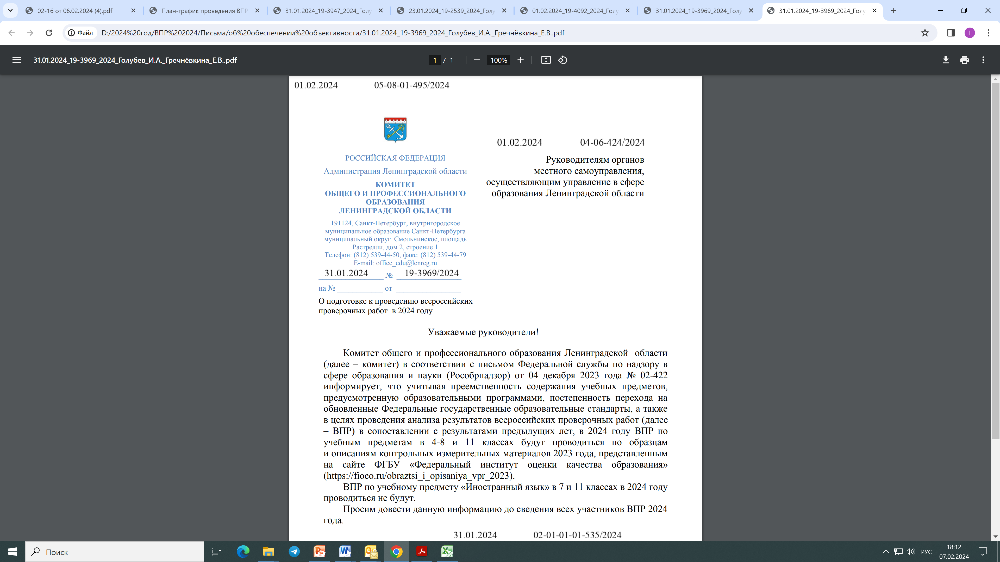 02-16 от 06.02.2024 (4).pdf
План-график проведения ВПР
31.01.2024_19-3947_2024_Голу
23.01.2024_19-2539_2024_Голу
01.02.2024_19-4092_2024_Голу
31.01.2024_19-3969_2024_Голу
31.01.2024_19-3969_2024_Голу
Файл
D:/2024%20год/ВПР%202024/Письма/об%20обеспечении%20объективности/31.01.2024_19-3969_2024_Голубев_И.А._Гречнёвкина_Е.В..pdf
I
31.01.2024_19-3969_2024_Голубев_И.А._Гречнёвкина_Е.В..pdf
1 / 1
100%
01.02.2024 05-08-01-495/2024
01.02.2024 04-06-424/2024
РОССИЙСКАЯ ФЕДЕРАЦИЯ
Администрация Ленинградской области
КОМИТЕТ
ОБЩЕГО И ПРОФЕССИОНАЛЬНОГО
ОБРАЗОВАНИЯ
ЛЕНИНГРАДСКОЙ ОБЛАСТИ
191124, Санкт-Петербург, внутригородское
муниципальное образование Санкт-Петербурга
муниципальный округ Смольнинское, площадь
Растрелли, дом 2, строение 1
Телефон: (812) 539-44-50, факс: (812) 539-44-79
E-mail: office_edu@lenreg.ru
31.01.2024 № 19-3969/2024
на № ____________ от _________________
Руководителям органов
местного самоуправления,
осуществляющим управление в сфере
образования Ленинградской области
О подготовке к проведению всероссийских
проверочных работ в 2024 году
Уважаемые руководители!
Комитет общего и профессионального образования Ленинградской области
(далее – комитет) в соответствии с письмом Федеральной службы по надзору в
сфере образования и науки (Рособрнадзор) от 04 декабря 2023 года № 02-422
информирует, что учитывая преемственность содержания учебных предметов,
предусмотренную образовательными программами, постепенность перехода на
обновленные Федеральные государственные образовательные стандарты, а также
в целях проведения анализа результатов всероссийских проверочных работ (далее
– ВПР) в сопоставлении с результатами предыдущих лет, в 2024 году ВПР по
учебным предметам в 4-8 и 11 классах будут проводиться по образцам
и описаниям контрольных измерительных материалов 2023 года, представленным
на сайте ФГБУ «Федеральный институт оценки качества образования»
(https://fioco.ru/obraztsi_i_opisaniya_vpr_2023).
ВПР по учебному предмету «Иностранный язык» в 7 и 11 классах в 2024 году
проводиться не будут.
Просим довести данную информацию до сведения всех участников ВПР 2024
года.
31.01.2024 02-01-01-01-535/2024
Поиск
РУС
18:12
07.02.2024